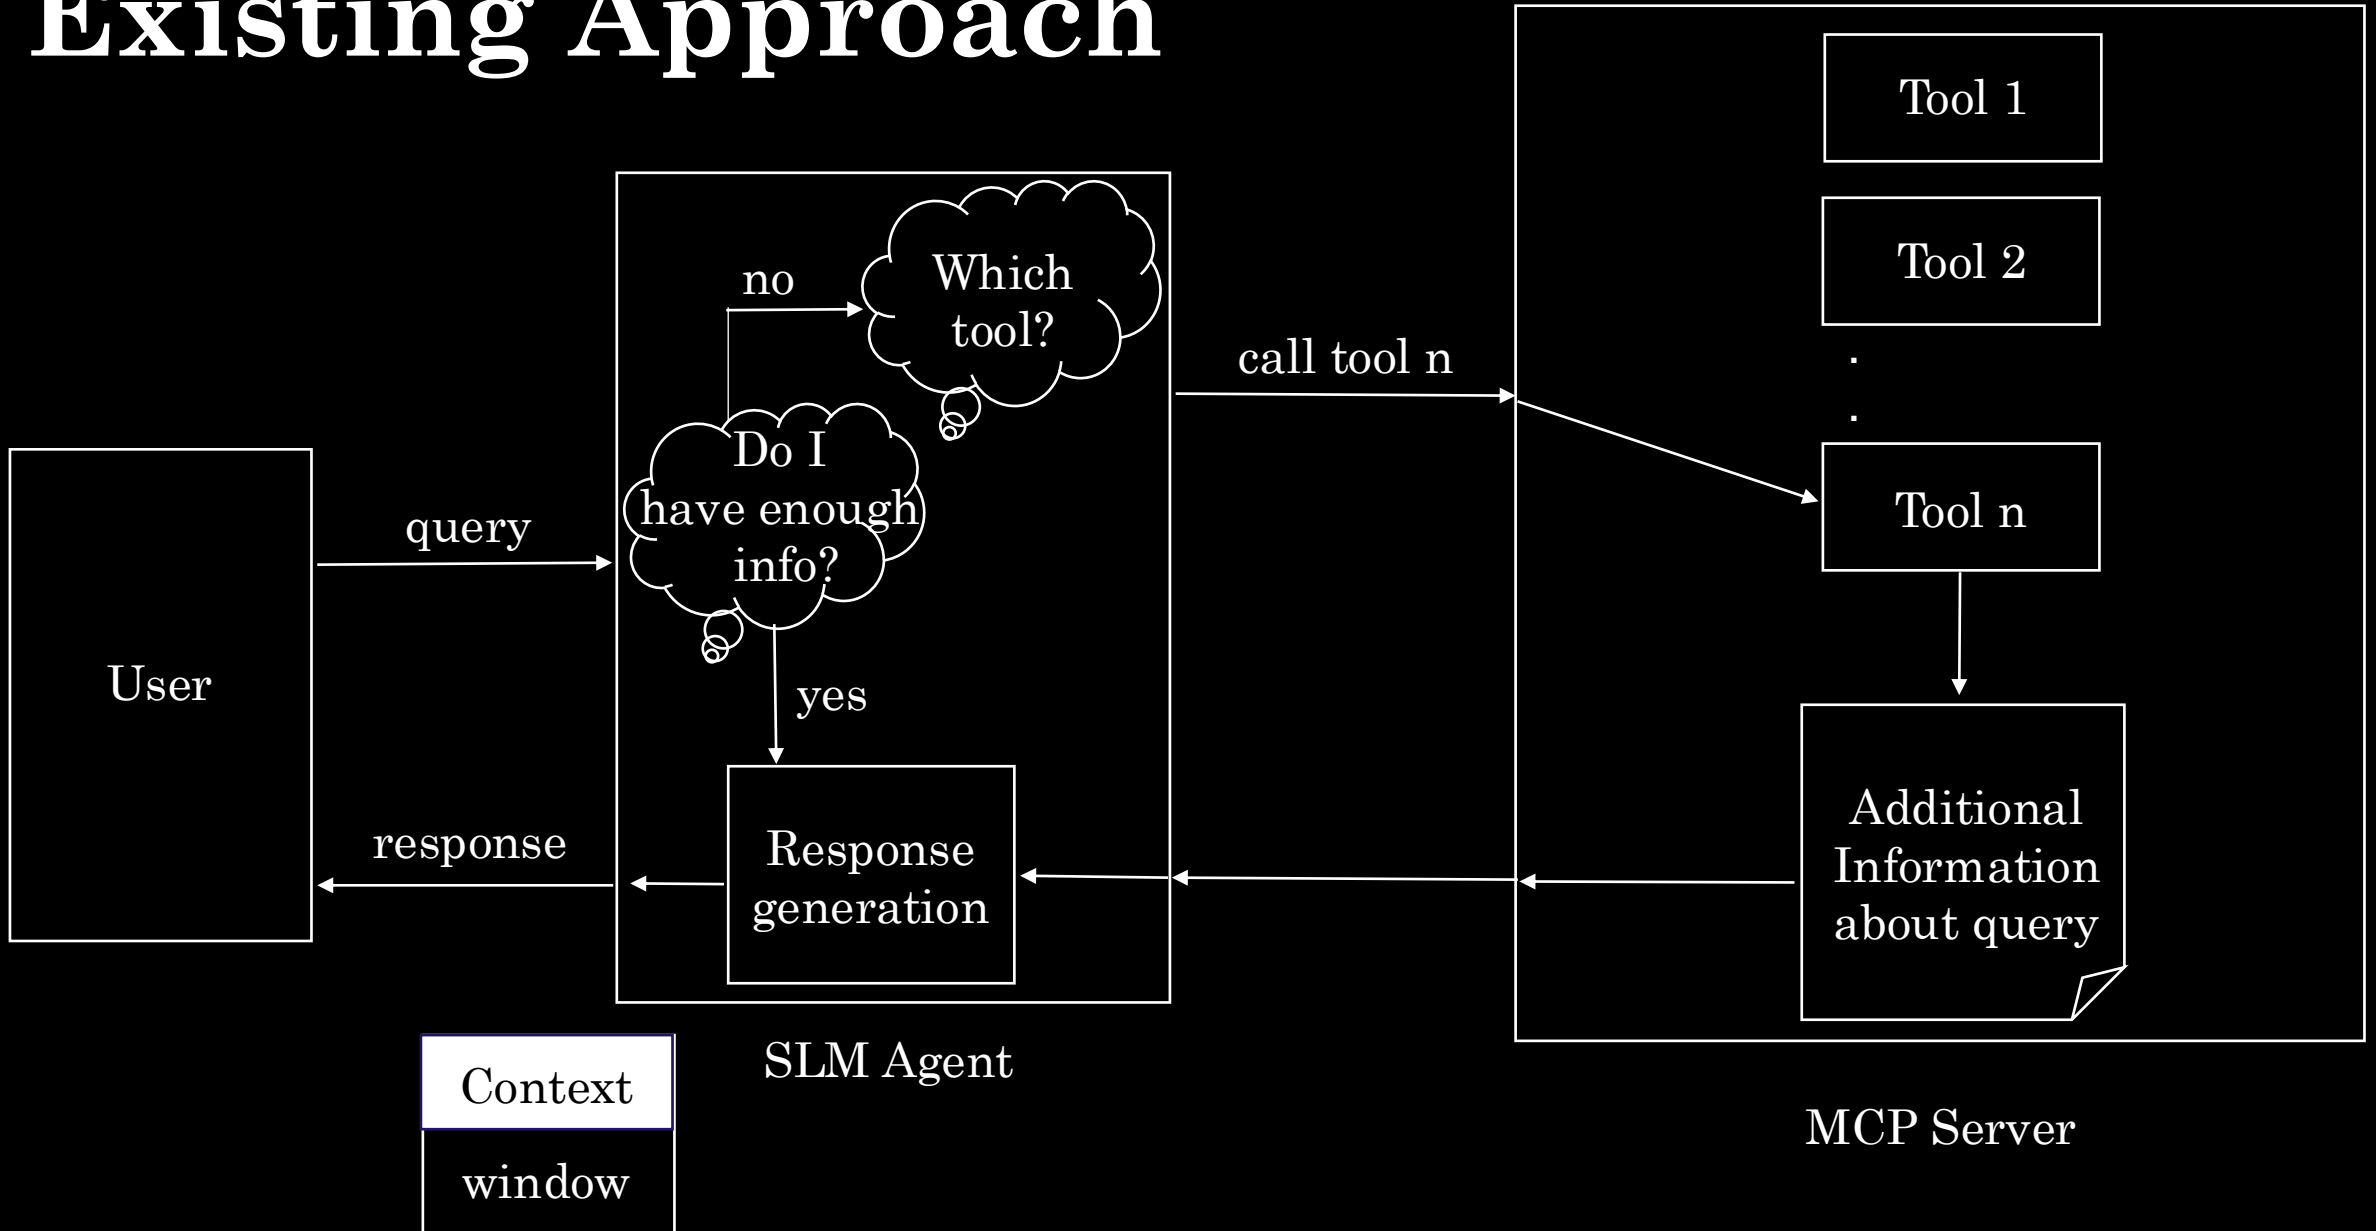 Existing Approach
Tool 1
Tool 2
.
.
Tool n
no
Which
tool?
call tool n
Do I
have enough
info?
query
User
yes
response
Response
generation
Additional
Information
about query
SLM Agent
MCP Server
Context
window